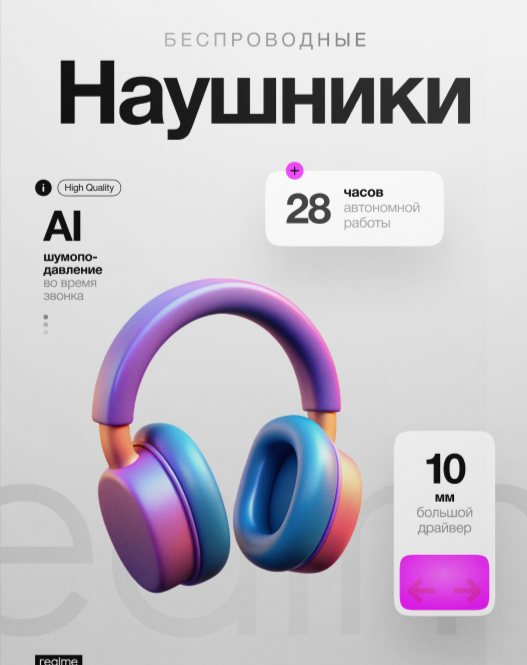 БЕСПРОВОДНЫЕ
Наушники
High Quality
AI
шумопо-
давление
во время
звонка
28
часов
автономной
работы
10
мм
большой
драйвер
realme